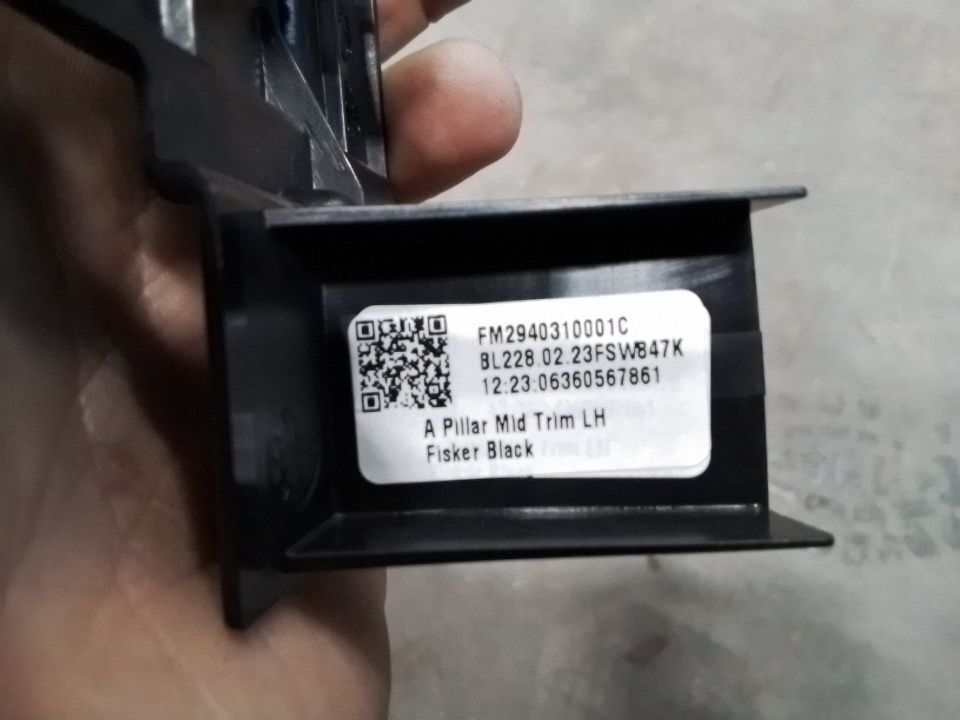 FM2940310001C
BL228.02.23FSW847K
12:23:06360567861
A Pillar Mid Trim LH
Fisker Black